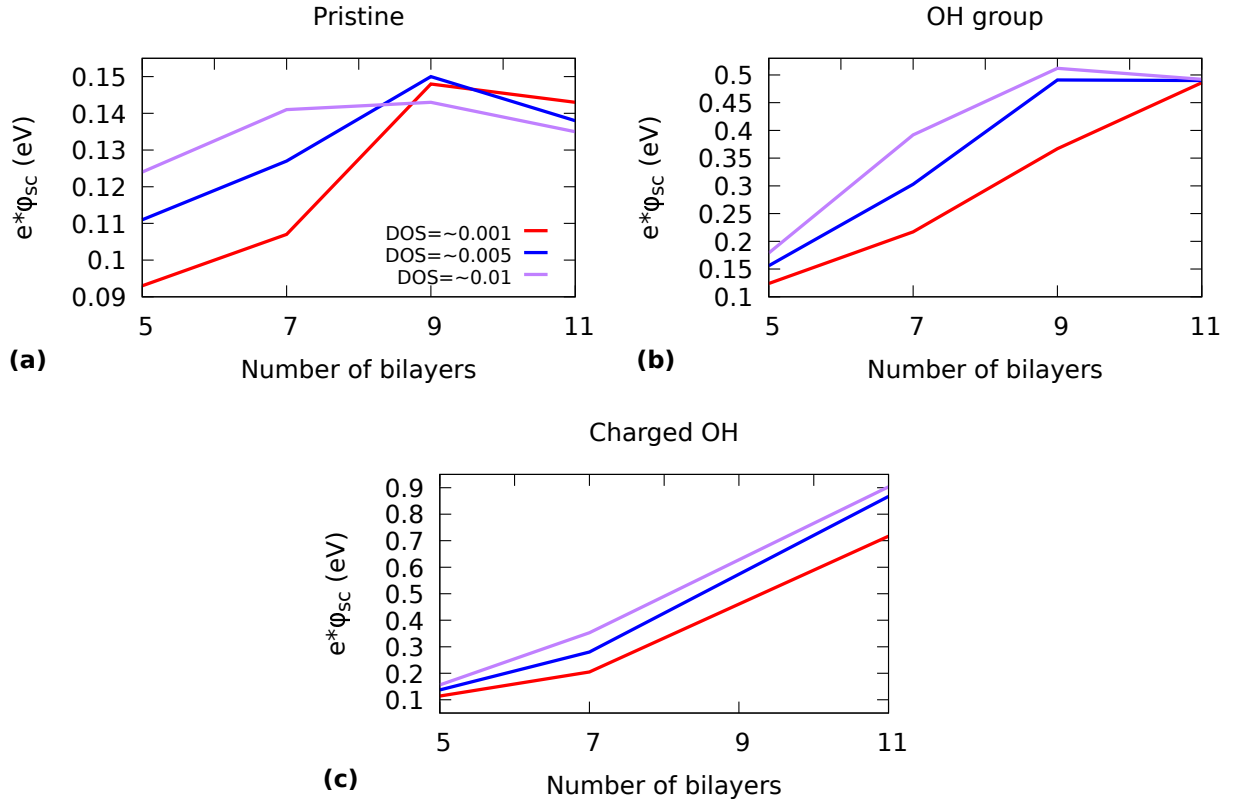 Pristine
e*φsc (eV)
0.15
0.14
0.13
0.12
0.11
0.1
0.09
DOS=~0.001
DOS=~0.005
DOS=~0.01
5 7 9 11
Number of bilayers
(a)
OH group
e*φsc (eV)
0.5
0.45
0.4
0.35
0.3
0.25
0.2
0.15
0.1
5 7 9 11
Number of bilayers
(b)
Charged OH
e*φsc (eV)
0.9
0.8
0.7
0.6
0.5
0.4
0.3
0.2
0.1
5 7 9 11
Number of bilayers
(c)